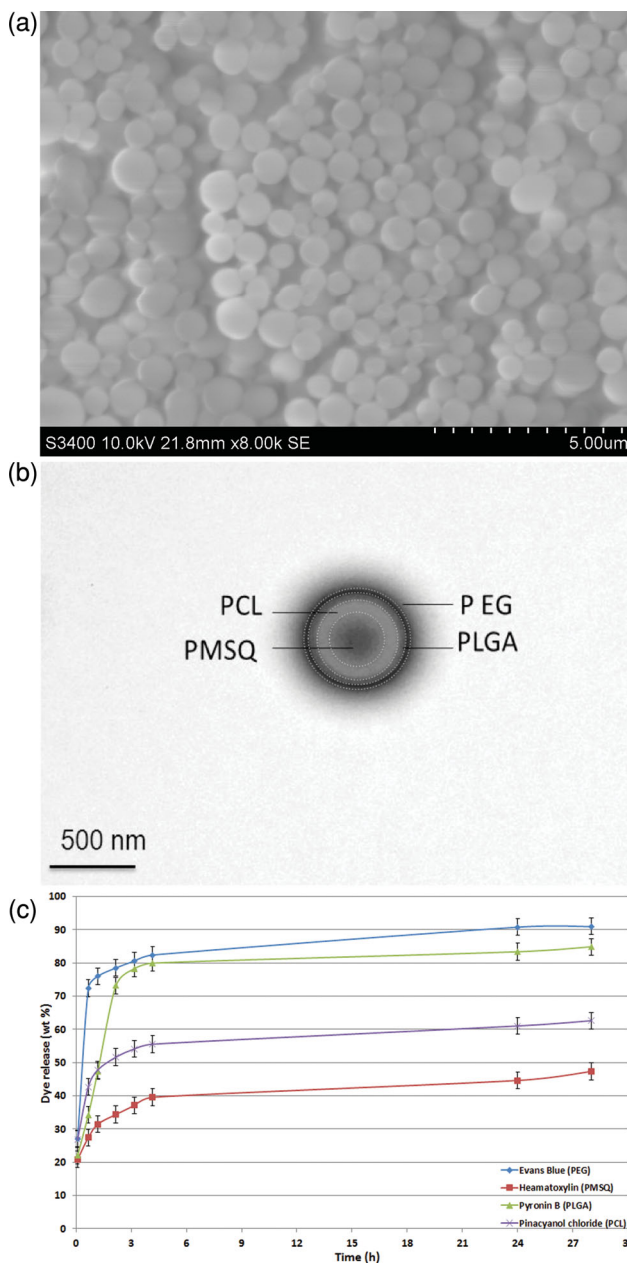 (a)
S3400 10.0kV 21.8mm x8.00k SE 5.00um
(b)
PCL P EG
PMSQ PLGA
500 nm
(c)
100
90
80
70
60
50
40
30
20
10
0
Dye release (wt %)
0 3 6 9 12 15 18 21 24 27 3
Time (h)
Evans Blue (PEG)
Heamatoxylin (PMSQ)
Pyronin B (PLGA)
Pinacyanol chloride (PCL)